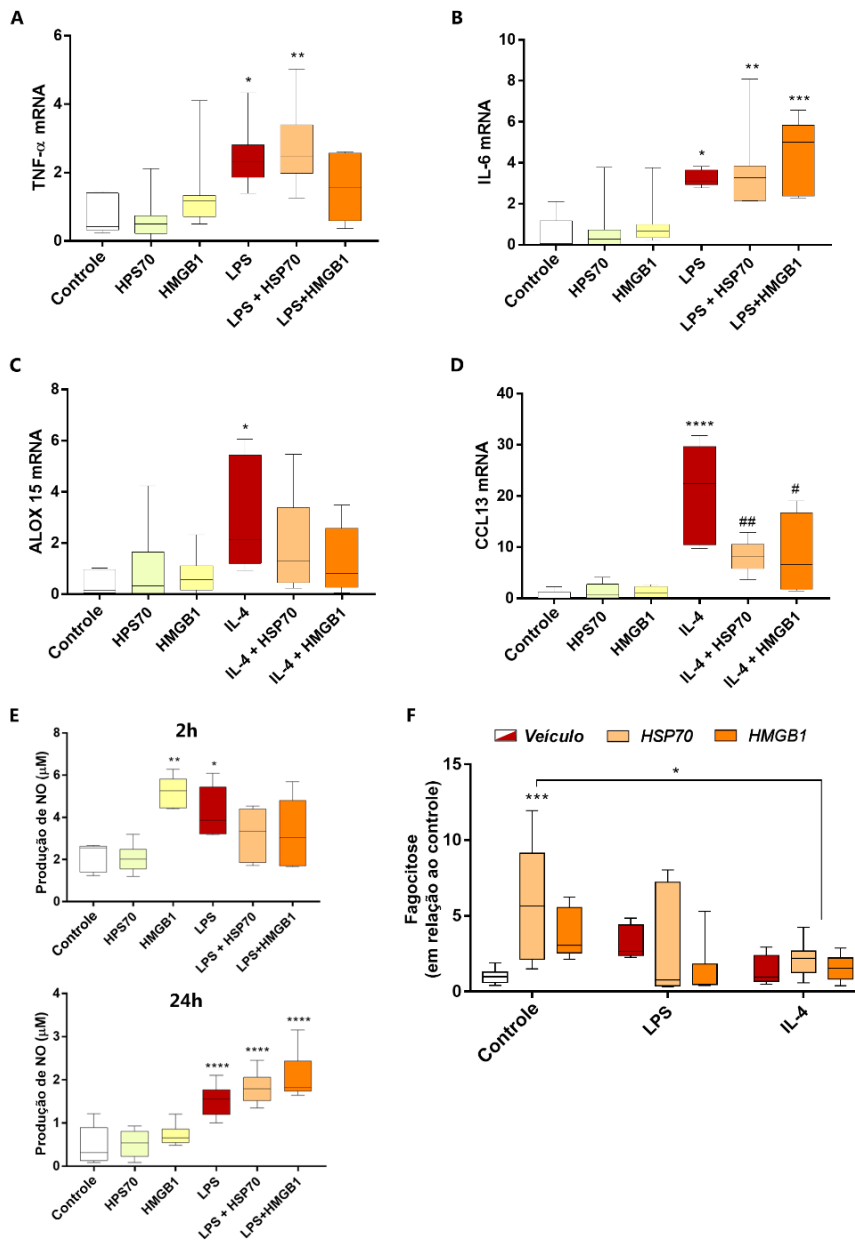 A
TNF-α mRNA
6
4
2
0
*
**
Controle
HPS70
HMGB1
LPS
LPS + HSP70
LPS+HMGB1
B
IL-6 mRNA
10
8
6
4
2
0
*
**
***
Controle
HPS70
HMGB1
LPS
LPS + HSP70
LPS+HMGB1
C
ALOX 15 mRNA
8
6
4
2
0
*
Controle
HPS70
HMGB1
IL-4
IL-4 + HSP70
IL-4 + HMGB1
D
CCL13 mRNA
40
30
20
10
0
****
##
#
Controle
HPS70
HMGB1
IL-4
IL-4 + HSP70
IL-4 + HMGB1
E
2h
Produção de NO (μM)
8
6
4
2
0
**
*
Controle
HPS70
HMGB1
LPS
LPS + HSP70
LPS+HMGB1
24h
Produção de NO (μM)
4
3
2
1
0
****
****
****
Controle
HPS70
HMGB1
LPS
LPS + HSP70
LPS+HMGB1
F
Veículo HSP70 HMGB1
Fagocitose
(em relação ao controle)
15
10
5
0
***
*
Controle
LPS
IL-4